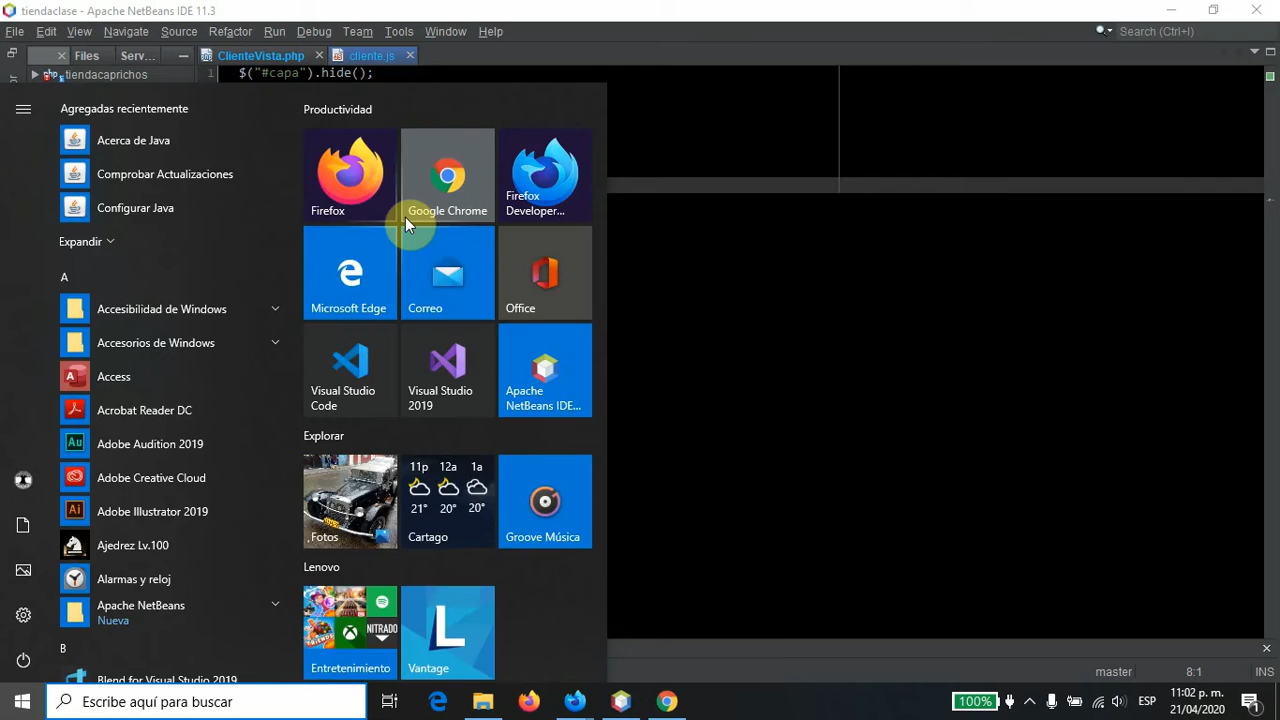 tiendaclase - Apache NetBeans IDE 11.3
File Edit View Navigate Source Refactor Run Debug Team Tools Window Help
Search (Ctrl+I)
Files Serv... ClienteVista.php cliente.js
tiendacaprichos
1 $("#capa").hide();
Agregadas recientemente
Acerca de Java
Comprobar Actualizaciones
Configurar Java
Expandir
A
Accesibilidad de Windows
Accesorios de Windows
Access
Acrobat Reader DC
Adobe Audition 2019
Adobe Creative Cloud
Adobe Illustrator 2019
Ajedrez Lv.100
Alarmas y reloj
Apache NetBeans
Nueva
B
Blend for Visual Studio 2019
Productividad
Firefox
Google Chrome
Firefox
Developer...
Microsoft Edge
Correo
Office
Visual Studio
Code
Visual Studio
2019
Apache
NetBeans IDE...
Explorar
Fotos
11p 12a 1a
21° 20° 20°
Cartago
Groove Música
Lenovo
NITRADO
Entretenimiento
L
Vantage
master 8:1 INS
Escribe aquí para buscar
100%
ESP
11:02 p. m.
21/04/2020
1